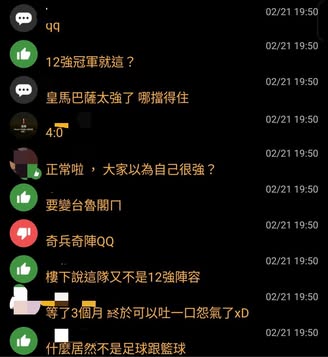 02/21 19:50
qq
02/21 19:50
12強冠軍就這？
02/21 19:50
皇馬巴薩太強了 哪擋得住
02/21 19:50
4:0
02/21 19:50
正常啦 ， 大家以為自己很強？
02/21 19:50
要變台魯閣ㄇ
02/21 19:50
奇兵奇陣QQ
02/21 19:50
樓下說這隊又不是12強陣容
02/21 19:50
等了3個月 終於可以吐一口怨氣了xD
02/21 19:50
什麼居然不是足球跟籃球